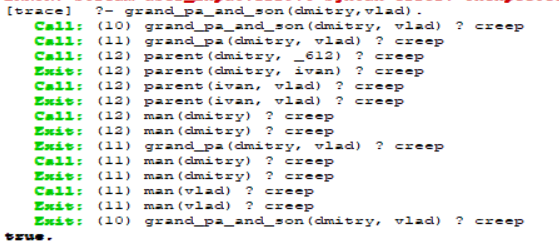 [trace] ?- grand_pa_and_son(dmitry,vlad).
Call: (10) grand_pa_and_son(dmitry, vlad) ? creep
Call: (11) grand_pa(dmitry, vlad) ? creep
Call: (12) parent(dmitry, _612) ? creep
Exit: (12) parent(dmitry, ivan) ? creep
Call: (12) parent(ivan, vlad) ? creep
Exit: (12) parent(ivan, vlad) ? creep
Call: (12) man(dmitry) ? creep
Exit: (12) man(dmitry) ? creep
Exit: (11) grand_pa(dmitry, vlad) ? creep
Call: (11) man(dmitry) ? creep
Exit: (11) man(dmitry) ? creep
Call: (11) man(vlad) ? creep
Exit: (11) man(vlad) ? creep
Exit: (10) grand_pa_and_son(dmitry, vlad) ? creep
true.